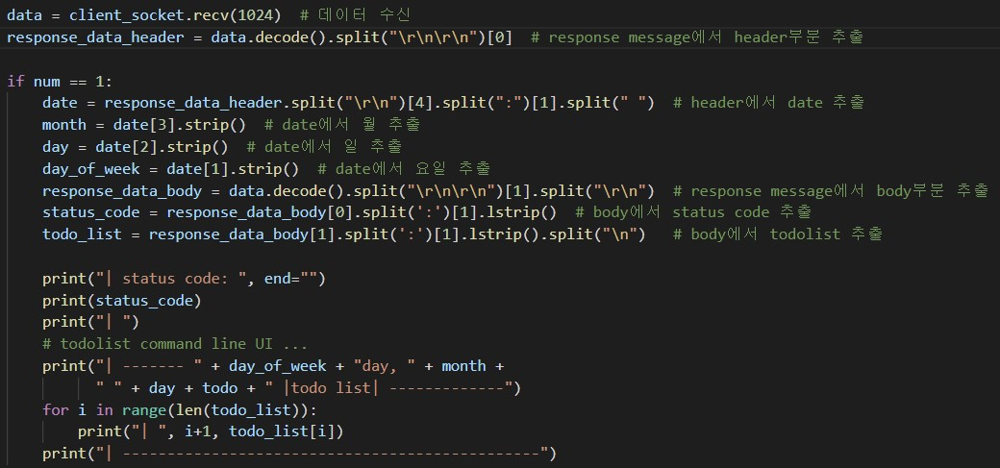 data = client_socket.recv(1024)  # 데이터 수신
response_data_header = data.decode().split("\r\n\r\n")[0]  # response message에서 header부분 추출
if num == 1:
    date = response_data_header.split("\r\n")[4].split(":")[1].split(" ")  # header에서 date 추출
    month = date[3].strip()  # date에서 월 추출
    day = date[2].strip()  # date에서 일 추출
    day_of_week = date[1].strip()  # date에서 요일 추출
    response_data_body = data.decode().split("\r\n\r\n")[1].split("\r\n")  # response message에서 body부분 추출
    status_code = response_data_body[0].split(':')[1].lstrip()  # body에서 status code 추출
    todo_list = response_data_body[1].split(':')[1].lstrip().split("\n")   # body에서 todolist 추출
    print("| status code: ", end="")
    print(status_code)
    print("| ")
    # todolist command line UI ...
    print("| ------- " + day_of_week + "day, " + month +
          " " + day + todo + " |todo list| -------------")
    for i in range(len(todo_list)):
        print("| ", i+1, todo_list[i])
    print("| -----------------------------------------------")